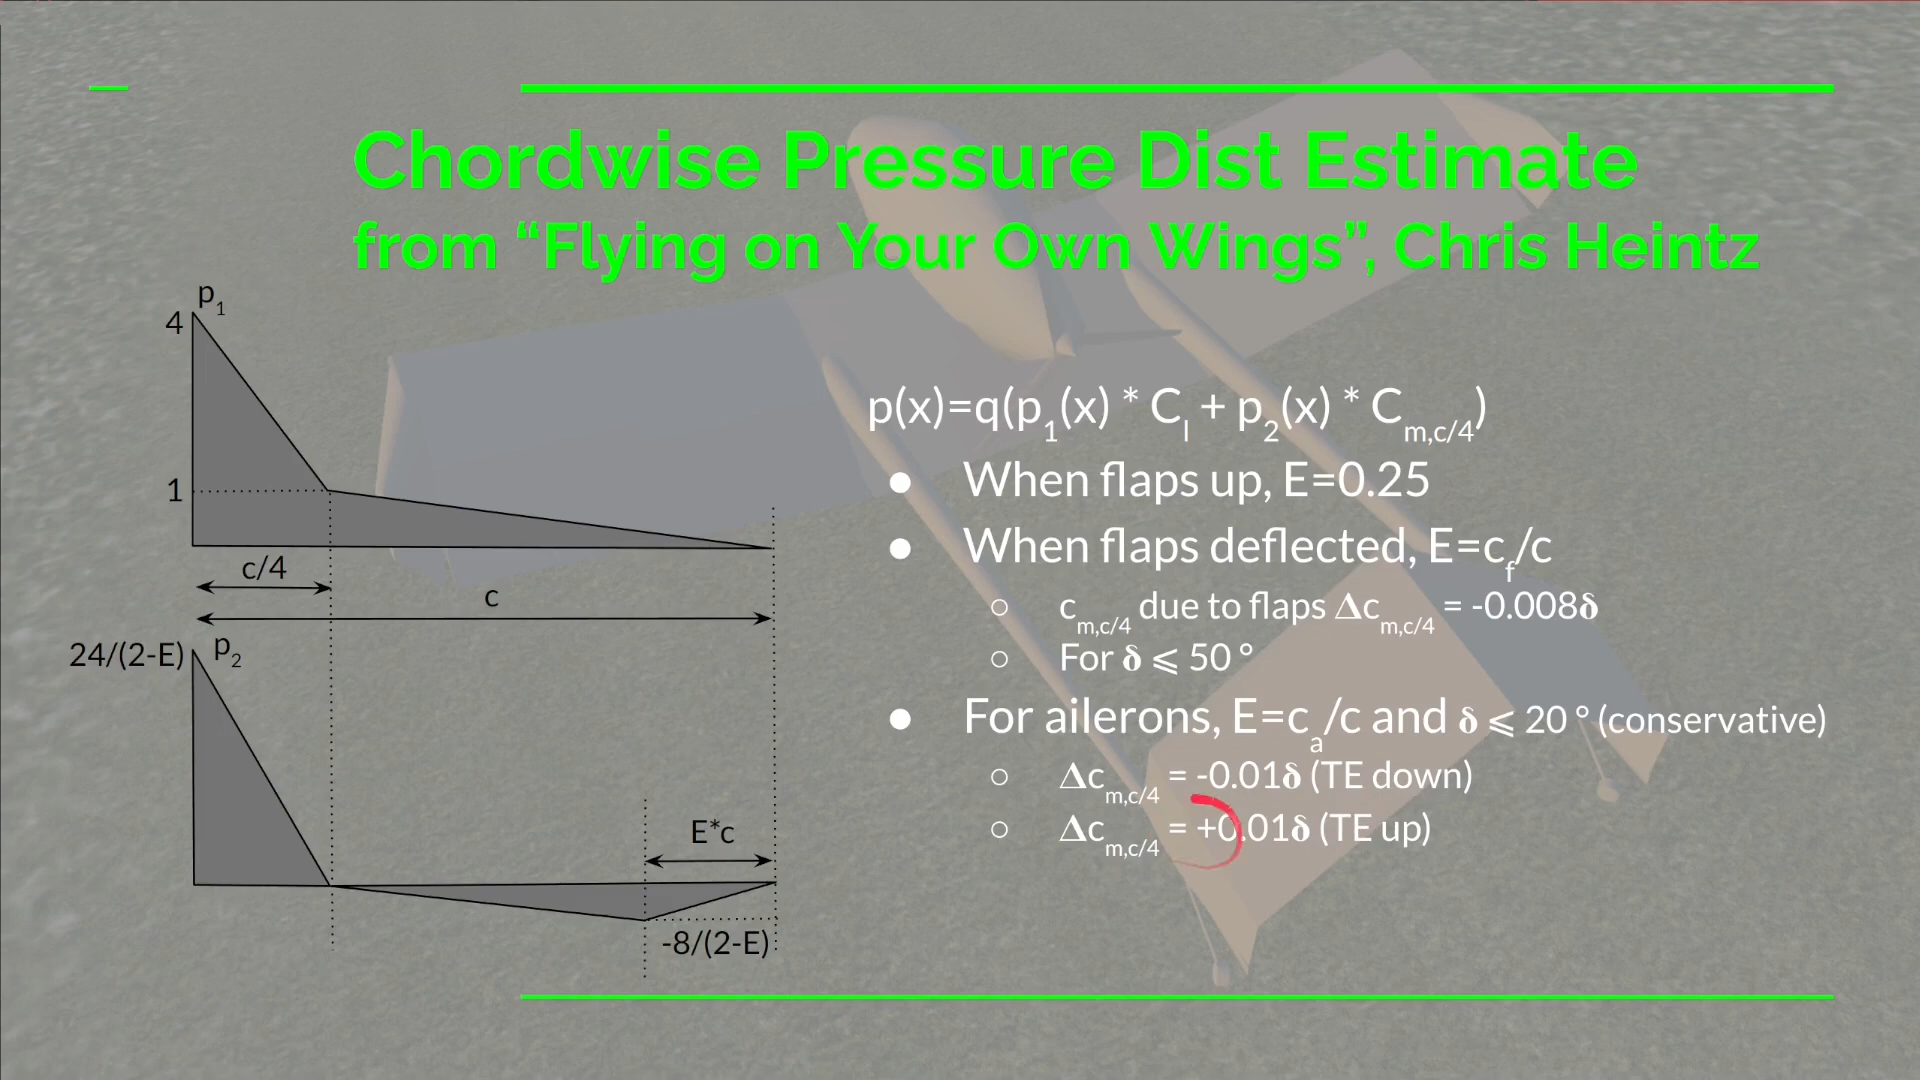 Chordwise Pressure Dist Estimate
from “Flying on Your Own Wings”, Chris Heintz
p1
4
1
c/4
c
24/(2-E)
p2
E*c
-8/(2-E)
p(x)=q(p1(x) * Cl + p2(x) * Cm,c/4)
● When flaps up, E=0.25
● When flaps deflected, E=cf/c
○ cm,c/4 due to flaps Δcm,c/4 = -0.008δ
○ For δ ⩽ 50 °
● For ailerons, E=ca/c and δ ⩽ 20 ° (conservative)
○ Δcm,c/4 = -0.01δ (TE down)
○ Δcm,c/4 = +0.01δ (TE up)